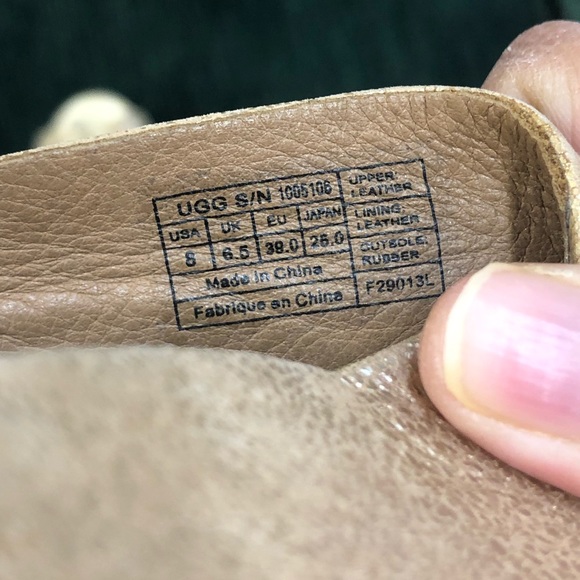 UGG S/N 1005106
USA UK EU JAPAN
8 6.5 39.0 25.0
Made in China
Fabrique en China
UPPER:
LEATHER
LINING:
LEATHER
OUTSOLE:
RUBBER
F29013L